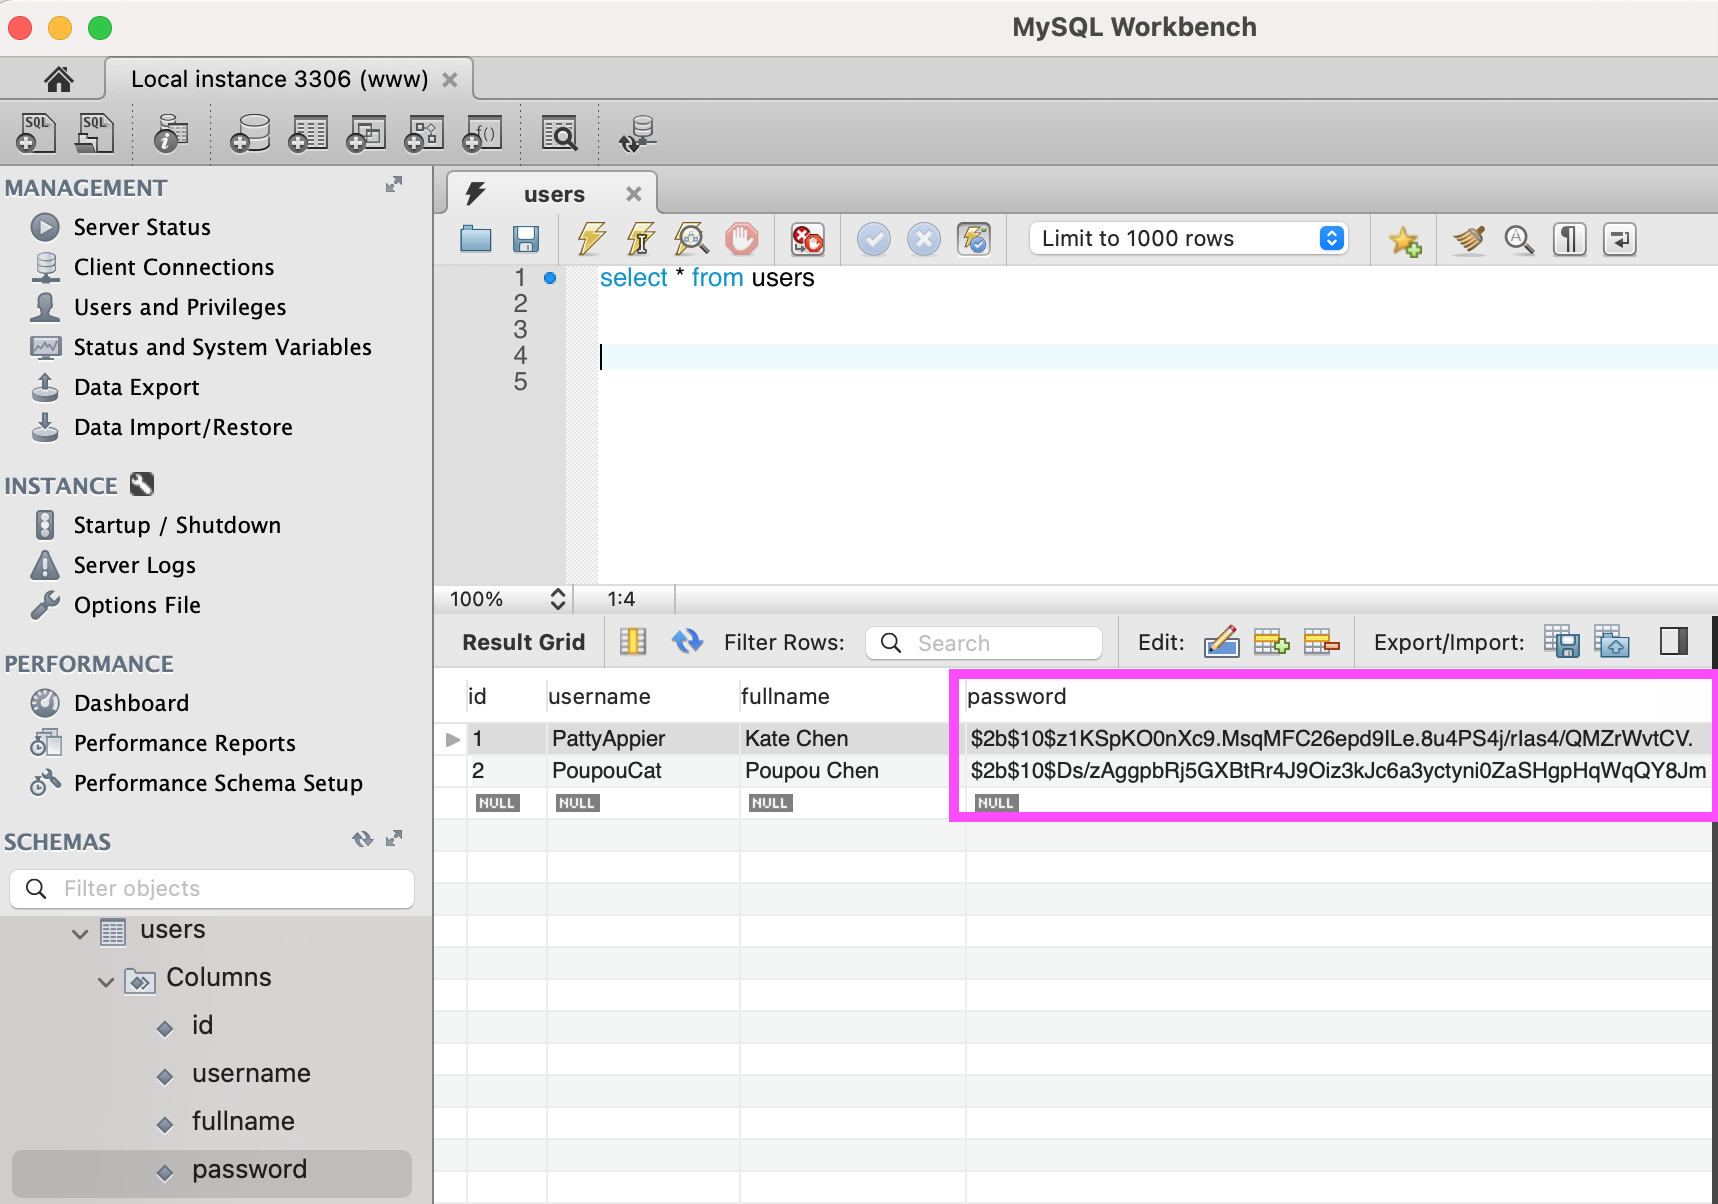 MySQL Workbench
Local instance 3306 (www)
SQL
SQL
i
f()
MANAGEMENT
Server Status
Client Connections
Users and Privileges
Status and System Variables
Data Export
Data Import/Restore
INSTANCE
Startup / Shutdown
Server Logs
Options File
PERFORMANCE
Dashboard
Performance Reports
Performance Schema Setup
SCHEMAS
Filter objects
users
Columns
id
username
fullname
password
users
Limit to 1000 rows
1 select * from users
2
3
4
5
100% 1:4
Result Grid Filter Rows: Search Edit: Export/Import:
id username fullname password
1 PattyAppier Kate Chen $2b$10$z1KSpKO0nXc9.MsqMFC26epd9ILe.8u4PS4j/rIas4/QMZrWvtCV.
2 PoupouCat Poupou Chen $2b$10$Ds/zAggpbRj5GXBtRr4J9Oiz3kJc6a3yctyni0ZaSHgpHqWqQY8Jm
NULL NULL NULL NULL